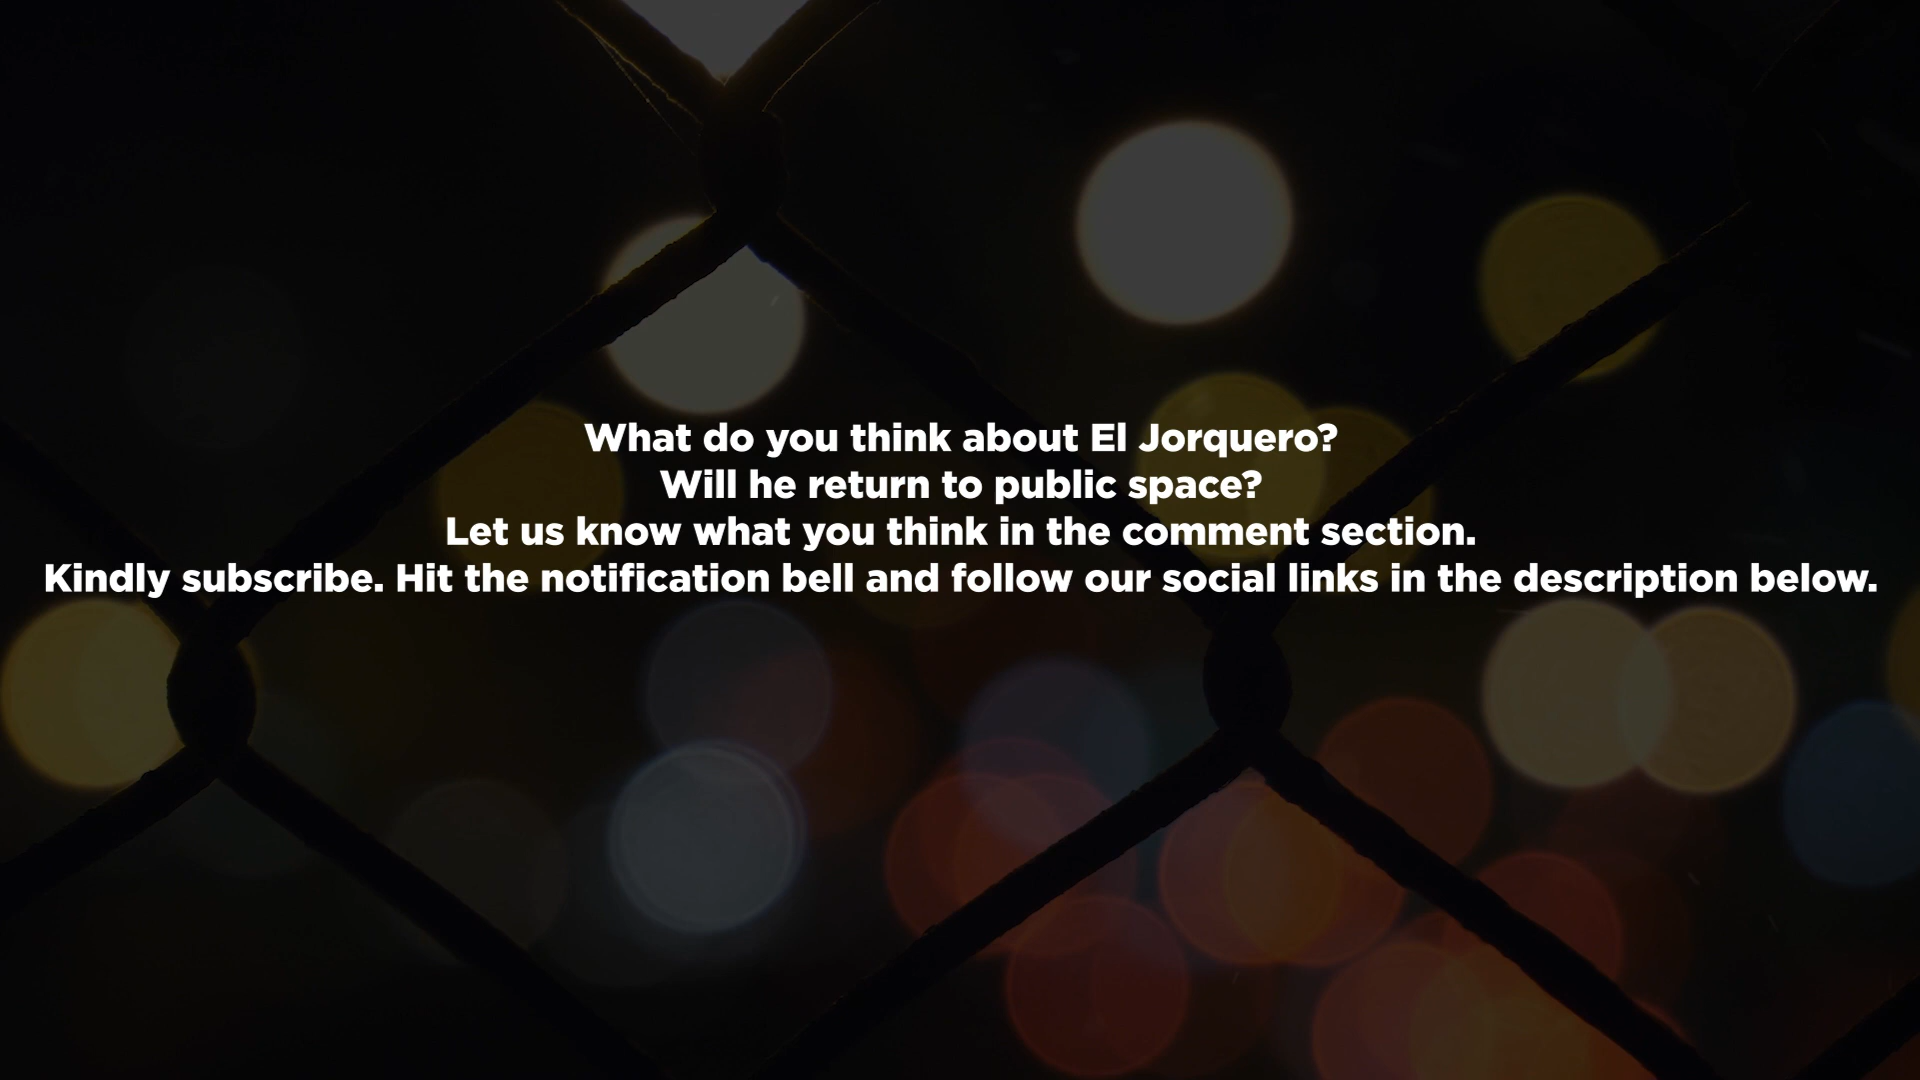 What do you think about El Jorquero?
Will he return to public space?
Let us know what you think in the comment section.
Kindly subscribe. Hit the notification bell and follow our social links in the description below.